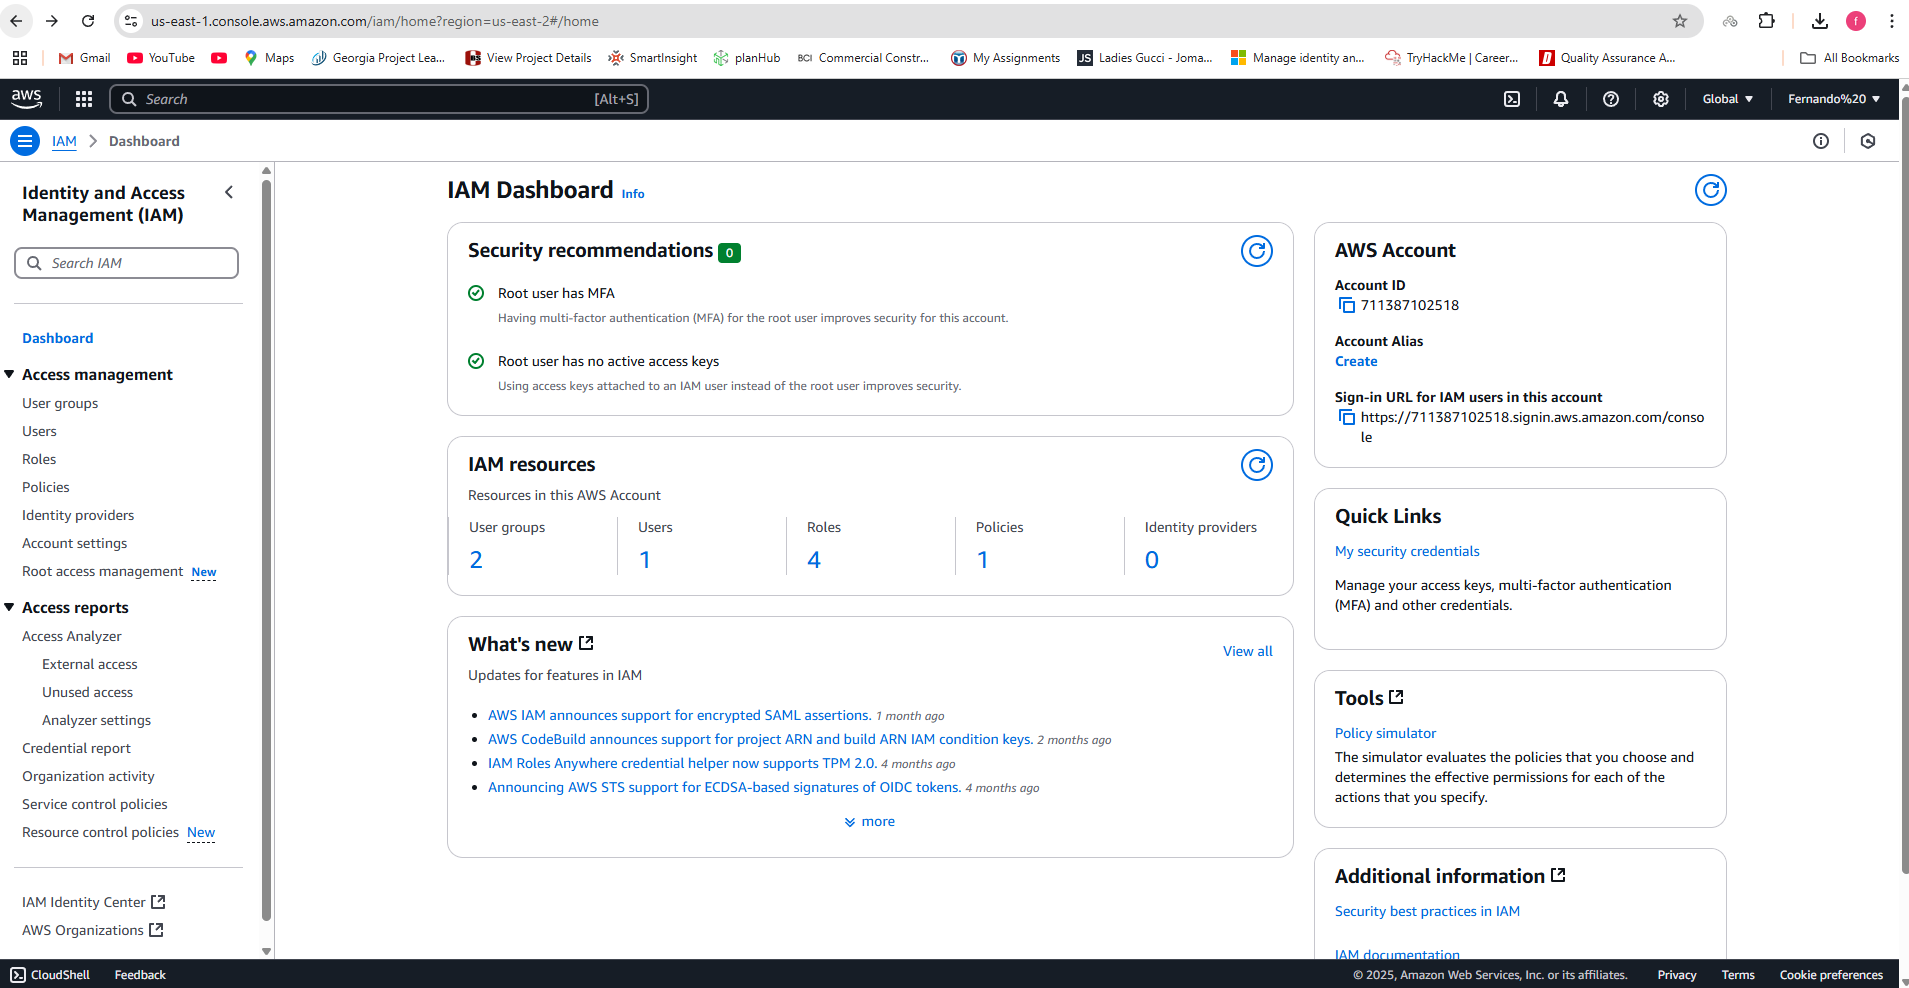 us-east-1.console.aws.amazon.com/iam/home?region=us-east-2#/home
f
Gmail YouTube Maps Georgia Project Lea... View Project Details SmartInsight planHub BCI Commercial Constr... My Assignments JS Ladies Gucci - Joma... Manage identity an... TryHackMe | Career... Quality Assurance A... All Bookmarks
aws Search [Alt+S] Global Fernando%20
IAM Dashboard
Identity and Access
Management (IAM)
Search IAM
Dashboard
Access management
User groups
Users
Roles
Policies
Identity providers
Account settings
Root access management New
Access reports
Access Analyzer
External access
Unused access
Analyzer settings
Credential report
Organization activity
Service control policies
Resource control policies New
IAM Identity Center
AWS Organizations
IAM Dashboard Info
Security recommendations 0
Root user has MFA
Having multi-factor authentication (MFA) for the root user improves security for this account.
Root user has no active access keys
Using access keys attached to an IAM user instead of the root user improves security.
IAM resources
Resources in this AWS Account
User groups Users Roles Policies Identity providers
2 1 4 1 0
What's new
View all
Updates for features in IAM
AWS IAM announces support for encrypted SAML assertions. 1 month ago
AWS CodeBuild announces support for project ARN and build ARN IAM condition keys. 2 months ago
IAM Roles Anywhere credential helper now supports TPM 2.0. 4 months ago
Announcing AWS STS support for ECDSA-based signatures of OIDC tokens. 4 months ago
more
AWS Account
Account ID
711387102518
Account Alias
Create
Sign-in URL for IAM users in this account
https://711387102518.signin.aws.amazon.com/conso
le
Quick Links
My security credentials
Manage your access keys, multi-factor authentication
(MFA) and other credentials.
Tools
Policy simulator
The simulator evaluates the policies that you choose and
determines the effective permissions for each of the
actions that you specify.
Additional information
Security best practices in IAM
IAM documentation
CloudShell Feedback © 2025, Amazon Web Services, Inc. or its affiliates. Privacy Terms Cookie preferences